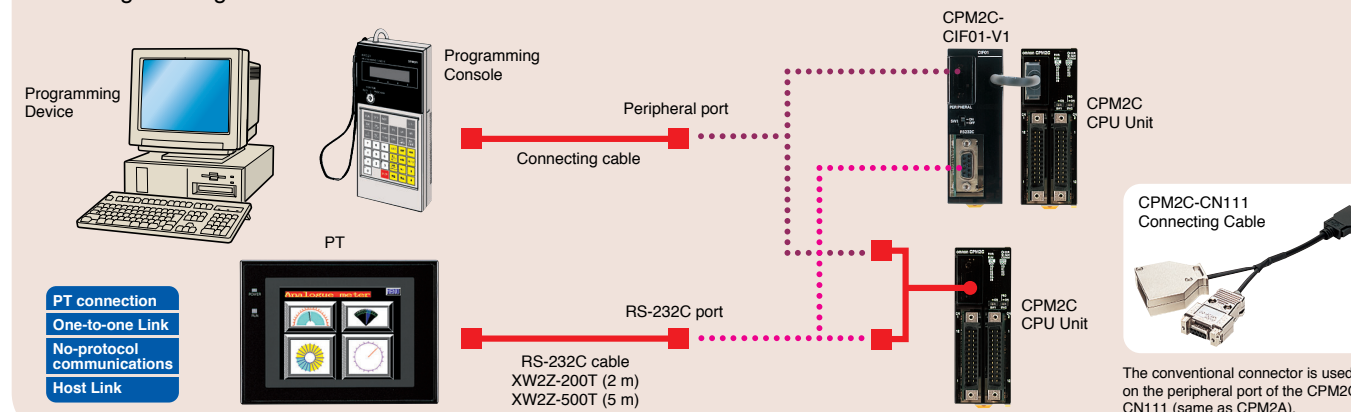 CPM2C-
CIF01-V1
Programming
Console
Programming
Device
Peripheral port
Connecting cable
CPM2C
CPU Unit
CIF01
PERIPHERAL
RS232C
CPM2C-CN111
Connecting Cable
PT
Analogue meter
PT connection
One-to-one Link
No-protocol
communications
Host Link
RS-232C port
RS-232C cable
XW2Z-200T (2 m)
XW2Z-500T (5 m)
CPM2C
CPU Unit
The conventional connector is used
on the peripheral port of the CPM2C
CN111 (same as CPM2A)